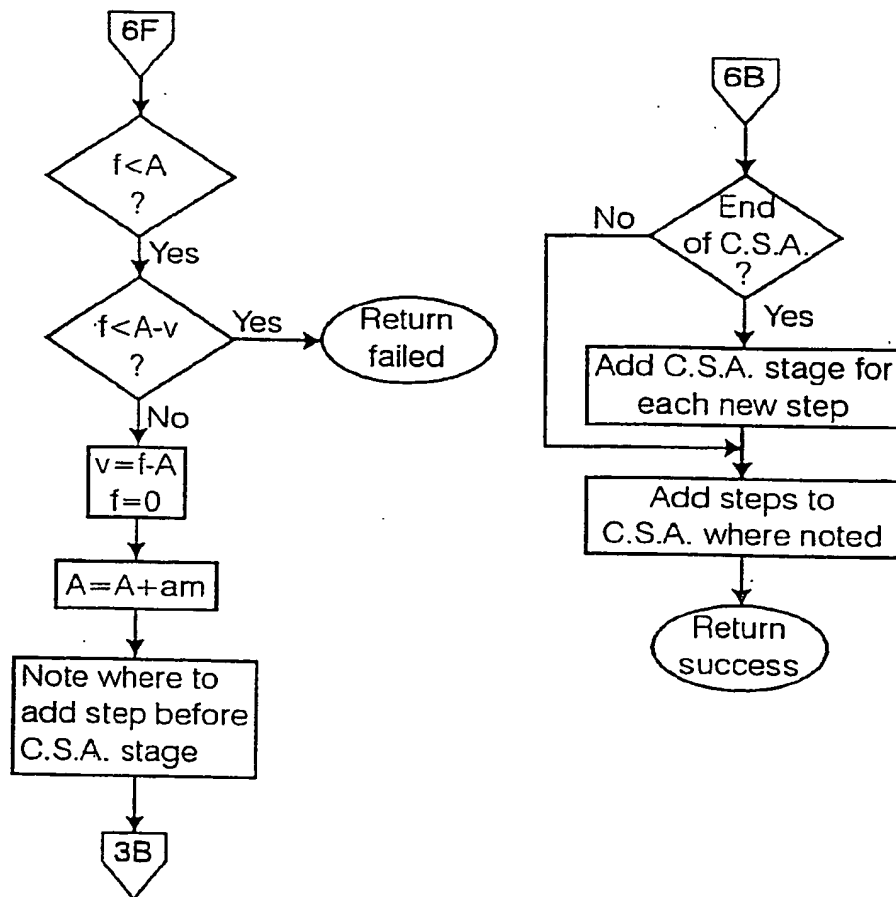 6F
f<A
?
Yes
f<A-v
?
Yes
Return
failed
No
v=f-A
f=0
A=A+am
Note where to
add step before
C.S.A. stage
3B
6B
End
of C.S.A.
?
No
Yes
Add C.S.A. stage for
each new step
Add steps to
C.S.A. where noted
Return
success